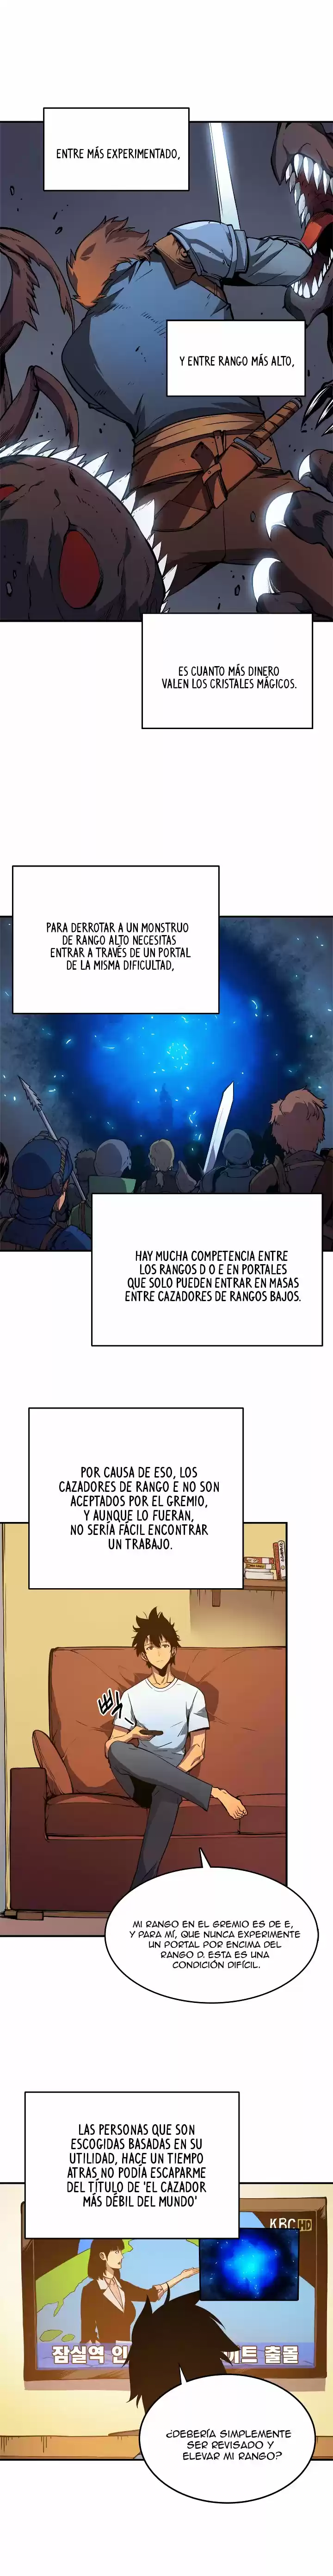 ENTRE MÁS EXPERIMENTADO,
Y ENTRE RANGO MÁS ALTO,
ES CUANTO MÁS DINERO
VALEN LOS CRISTALES MÁGICOS.
PARA DERROTAR A UN MONSTRUO
DE RANGO ALTO NECESITAS
ENTRAR A TRAVÉS DE UN PORTAL
DE LA MISMA DIFICULTAD,
HAY MUCHA COMPETENCIA ENTRE
LOS RANGOS D O E EN PORTALES
QUE SOLO PUEDEN ENTRAR EN MASAS
ENTRE CAZADORES DE RANGOS BAJOS.
POR CAUSA DE ESO, LOS
CAZADORES DE RANGO E NO SON
ACEPTADOS POR EL GREMIO,
Y AUNQUE LO FUERAN,
NO SERÍA FÁCIL ENCONTRAR
UN TRABAJO.
삐
MI RANGO EN EL GREMIO ES DE E,
Y PARA MÍ, QUE NUNCA EXPERIMENTE
UN PORTAL POR ENCIMA DEL
RANGO D. ESTA ES UNA
CONDICIÓN DIFÍCIL.
LAS PERSONAS QUE SON
ESCOGIDAS BASADAS EN SU
UTILIDAD, HACE UN TIEMPO
ATRAS NO PODÍA ESCAPARME
DEL TÍTULO DE 'EL CAZADOR
MÁS DÉBIL DEL MUNDO'
KBC HD
잠실역 인 이트 출몰
¿DEBERÍA SIMPLEMENTE
SER REVISADO Y
ELEVAR MI RANGO?